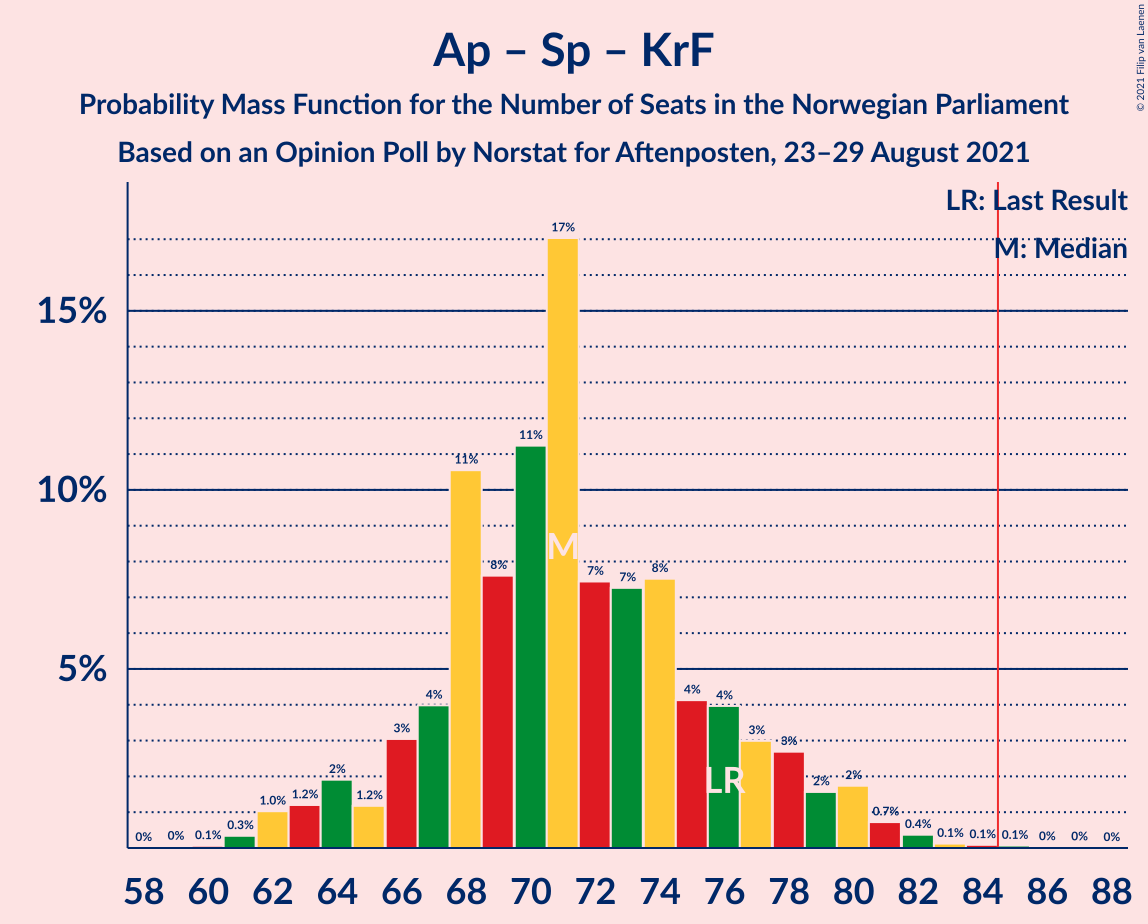 Ap – Sp – KrF
Probability Mass Function for the Number of Seats in the Norwegian Parliament
Based on an Opinion Poll by Norstat for Aftenposten, 23–29 August 2021
© 2021 Filip van Laenen
LR: Last Result
M: Median
15%
10%
5%
0% 0% 0.1% 0.3% 1.0% 1.2% 2% 1.2% 3% 4% 11% 8% 11% 17% 7% 7% 8% 4% 4% 3% 3% 2% 2% 0.7% 0.4% 0.1% 0.1% 0.1% 0% 0% 0%
M
LR
58 60 62 64 66 68 70 72 74 76 78 80 82 84 86 88